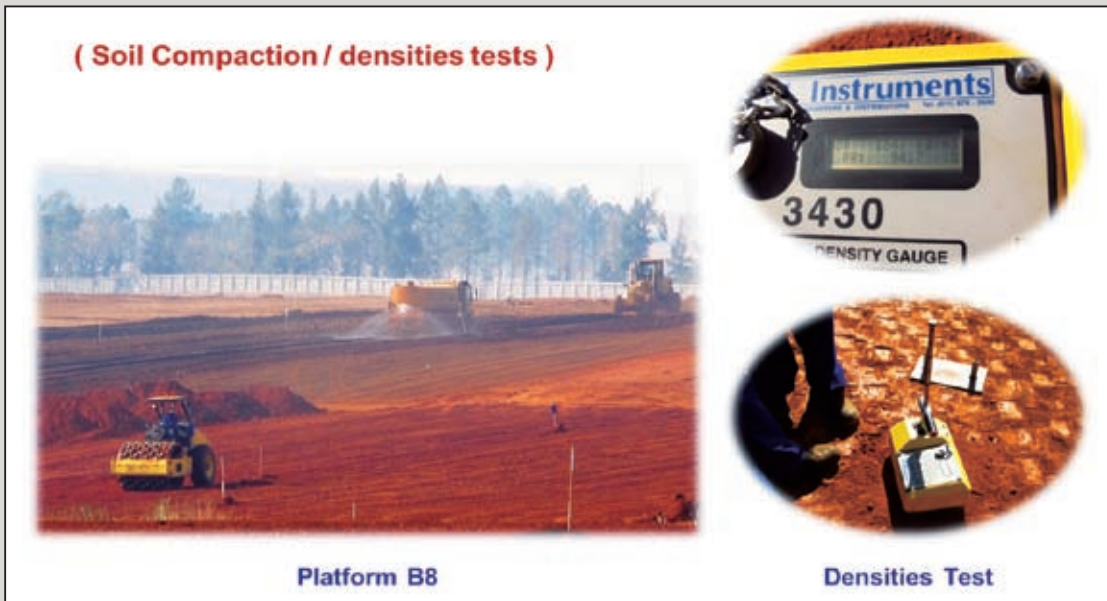 ( Soil Compaction / densities tests )
Instruments
3430
DENSITY GAUGE
Platform B8
Densities Test